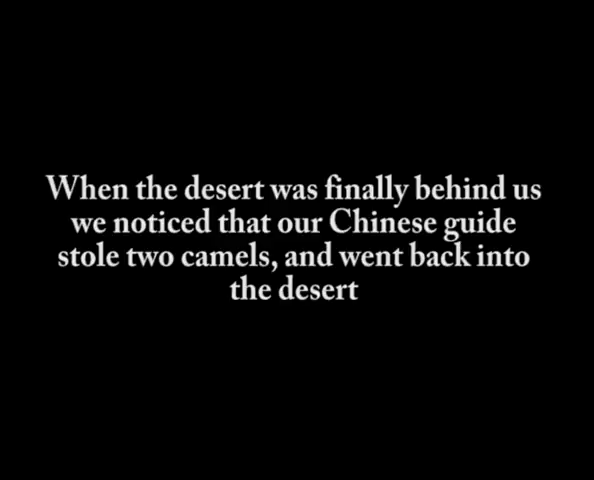 When the desert was finally behind us
we noticed that our Chinese guide
stole two camels, and went back into
the desert